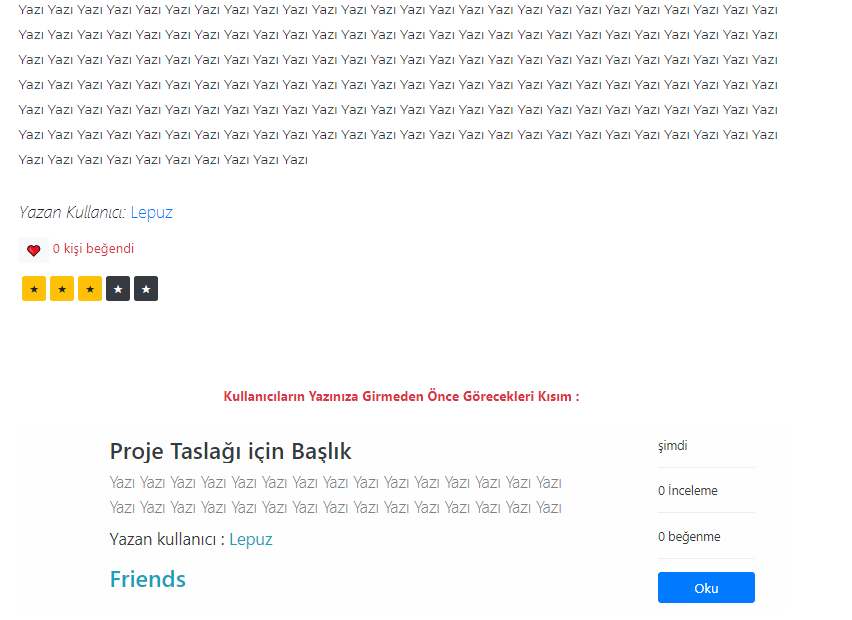 Yazı Yazı Yazı Yazı Yazı Yazı Yazı Yazı Yazı Yazı Yazı Yazı Yazı Yazı Yazı Yazı Yazı Yazı Yazı Yazı Yazı Yazı Yazı Yazı Yazı Yazı
Yazı Yazı Yazı Yazı Yazı Yazı Yazı Yazı Yazı Yazı Yazı Yazı Yazı Yazı Yazı Yazı Yazı Yazı Yazı Yazı Yazı Yazı Yazı Yazı Yazı Yazı
Yazı Yazı Yazı Yazı Yazı Yazı Yazı Yazı Yazı Yazı Yazı Yazı Yazı Yazı Yazı Yazı Yazı Yazı Yazı Yazı Yazı Yazı Yazı Yazı Yazı Yazı
Yazı Yazı Yazı Yazı Yazı Yazı Yazı Yazı Yazı Yazı Yazı Yazı Yazı Yazı Yazı Yazı Yazı Yazı Yazı Yazı Yazı Yazı Yazı Yazı Yazı Yazı
Yazı Yazı Yazı Yazı Yazı Yazı Yazı Yazı Yazı Yazı Yazı Yazı Yazı Yazı Yazı Yazı Yazı Yazı Yazı Yazı Yazı Yazı Yazı Yazı Yazı Yazı
Yazı Yazı Yazı Yazı Yazı Yazı Yazı Yazı Yazı Yazı Yazı Yazı Yazı Yazı Yazı Yazı Yazı Yazı Yazı Yazı Yazı Yazı Yazı Yazı Yazı Yazı
Yazı Yazı Yazı Yazı Yazı Yazı Yazı Yazı Yazı Yazı
Yazan Kullanıcı: Lepuz
0 kişi beğendi
Kullanıcıların Yazınıza Girmeden Önce Görecekleri Kısım :
Proje Taslağı için Başlık
Yazı Yazı Yazı Yazı Yazı Yazı Yazı Yazı Yazı Yazı Yazı Yazı Yazı Yazı Yazı
Yazı Yazı Yazı Yazı Yazı Yazı Yazı Yazı Yazı Yazı Yazı Yazı Yazı Yazı Yazı
Yazan kullanıcı : Lepuz
Friends
şimdi
0 İnceleme
0 beğenme
Oku